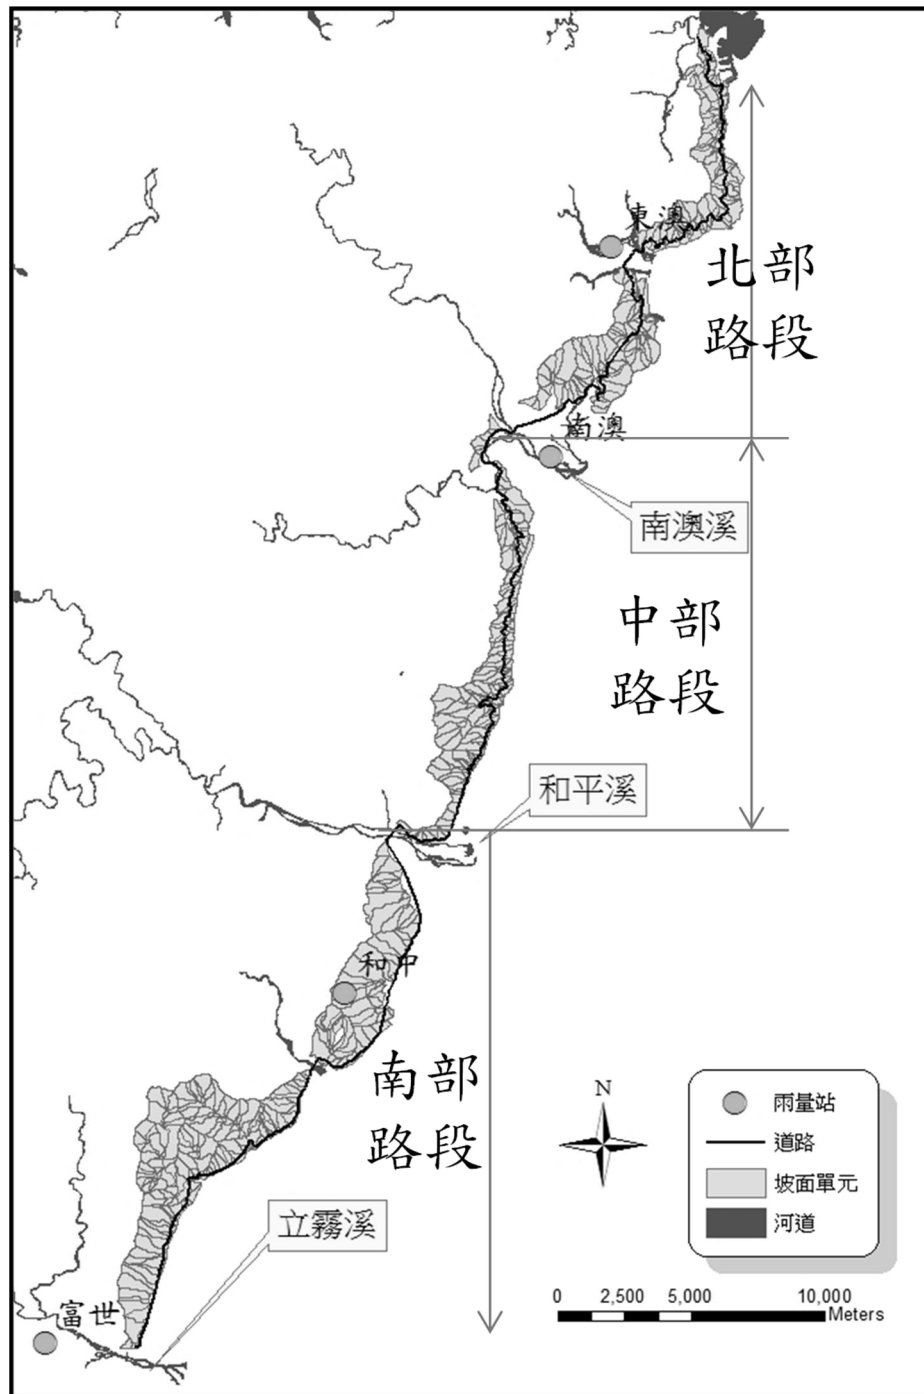 東澳
北部
路段
南澳
南澳溪
中部
路段
和平溪
和中
南部
路段
立霧溪
富世
N
雨量站
道路
坡面單元
河道
0 2,500 5,000 10,000
Meters